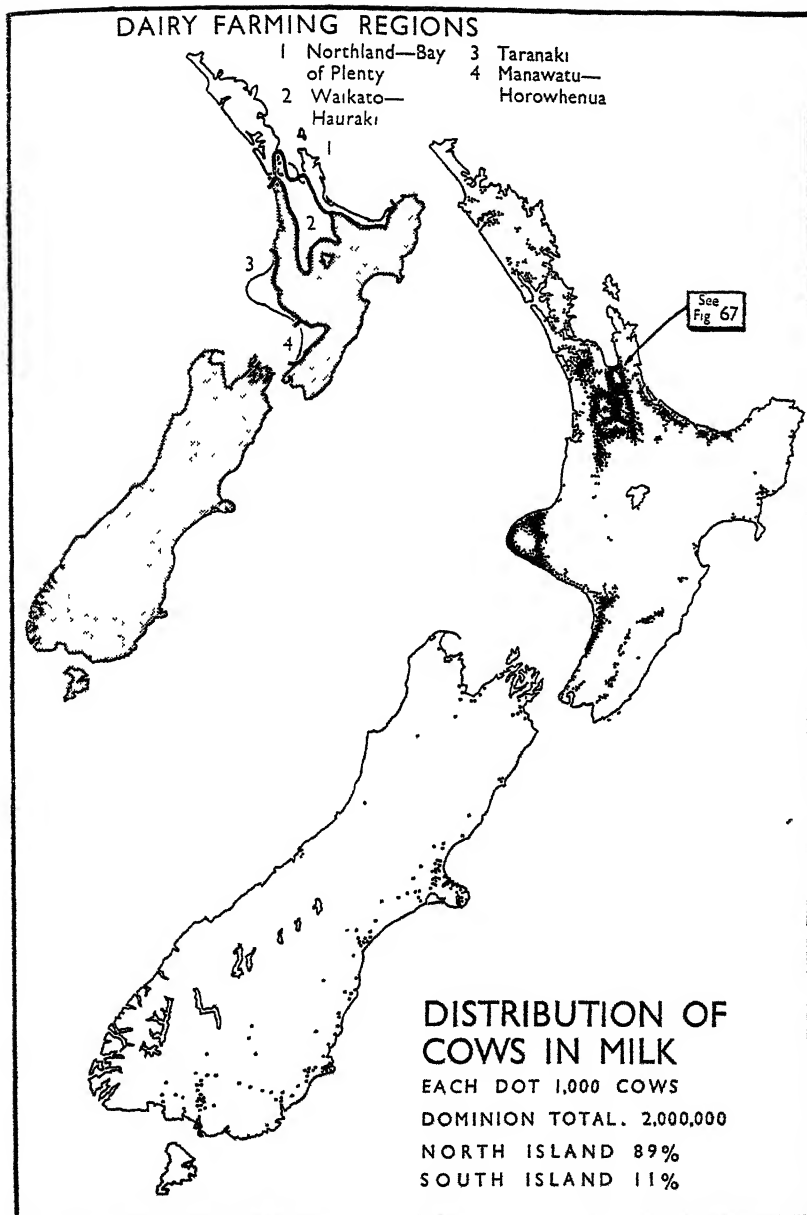 DAIRY FARMING REGIONS
1 Northland—Bay of Plenty
2 Waikato—Hauraki
3 Taranaki
4 Manawatu—Horowhenua
1
2
3
4
See
Fig 67
DISTRIBUTION OF
COWS IN MILK
EACH DOT 1,000 COWS
DOMINION TOTAL. 2,000,000
NORTH ISLAND 89%
SOUTH ISLAND 11%